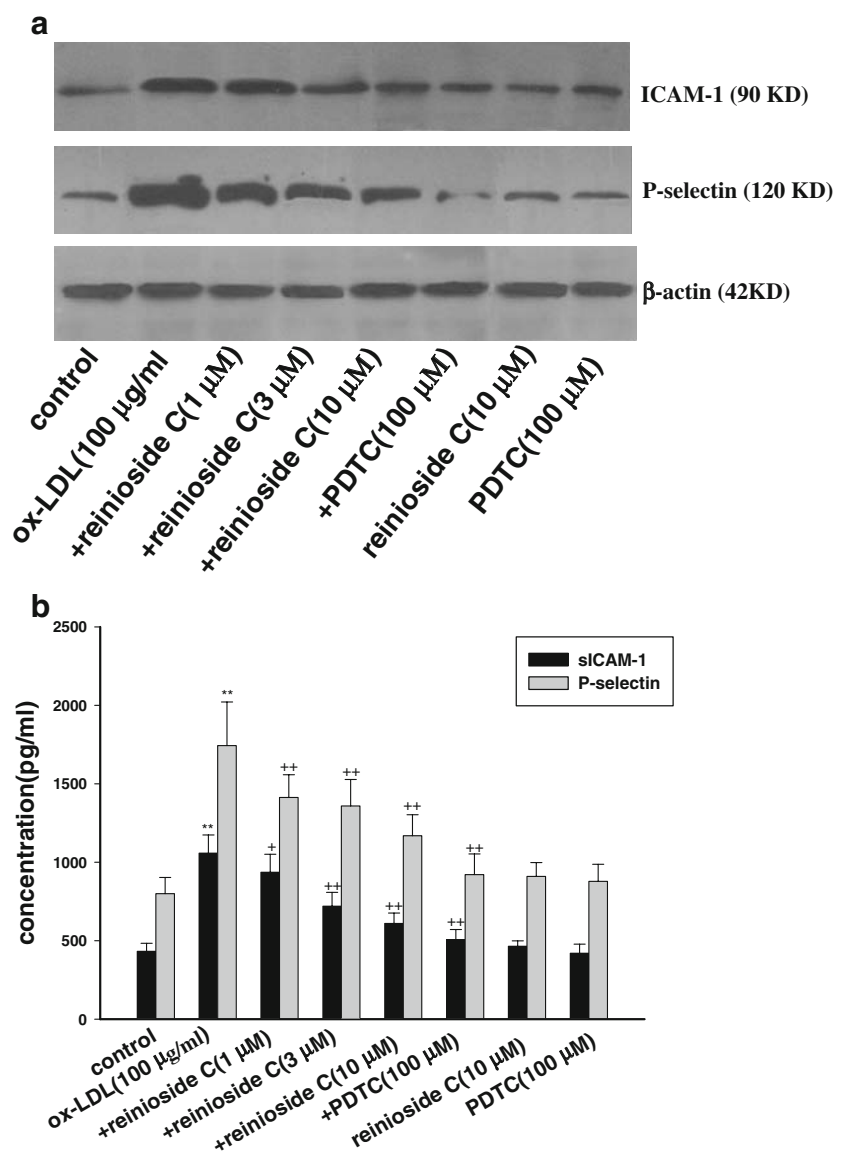 a
ICAM-1 (90 KD)
P-selectin (120 KD)
β-actin (42KD)
control
ox-LDL(100 μg/ml
+reinioside C(1 μM)
+reinioside C(3 μM)
+reinioside C(10 μM)
+PDTC(100 μM)
reinioside C(10 μM)
PDTC(100 μM)
b
2500
2000
1500
1000
500
0
concentration(pg/ml)
sICAM-1
P-selectin
**
**
+
++
++
++
++
++
++
++
control
ox-LDL(100 μg/ml)
+reinioside C(1 μM)
+reinioside C(3 μM)
+reinioside C(10 μM)
+PDTC(100 μM)
reinioside C(10 μM)
PDTC(100 μM)